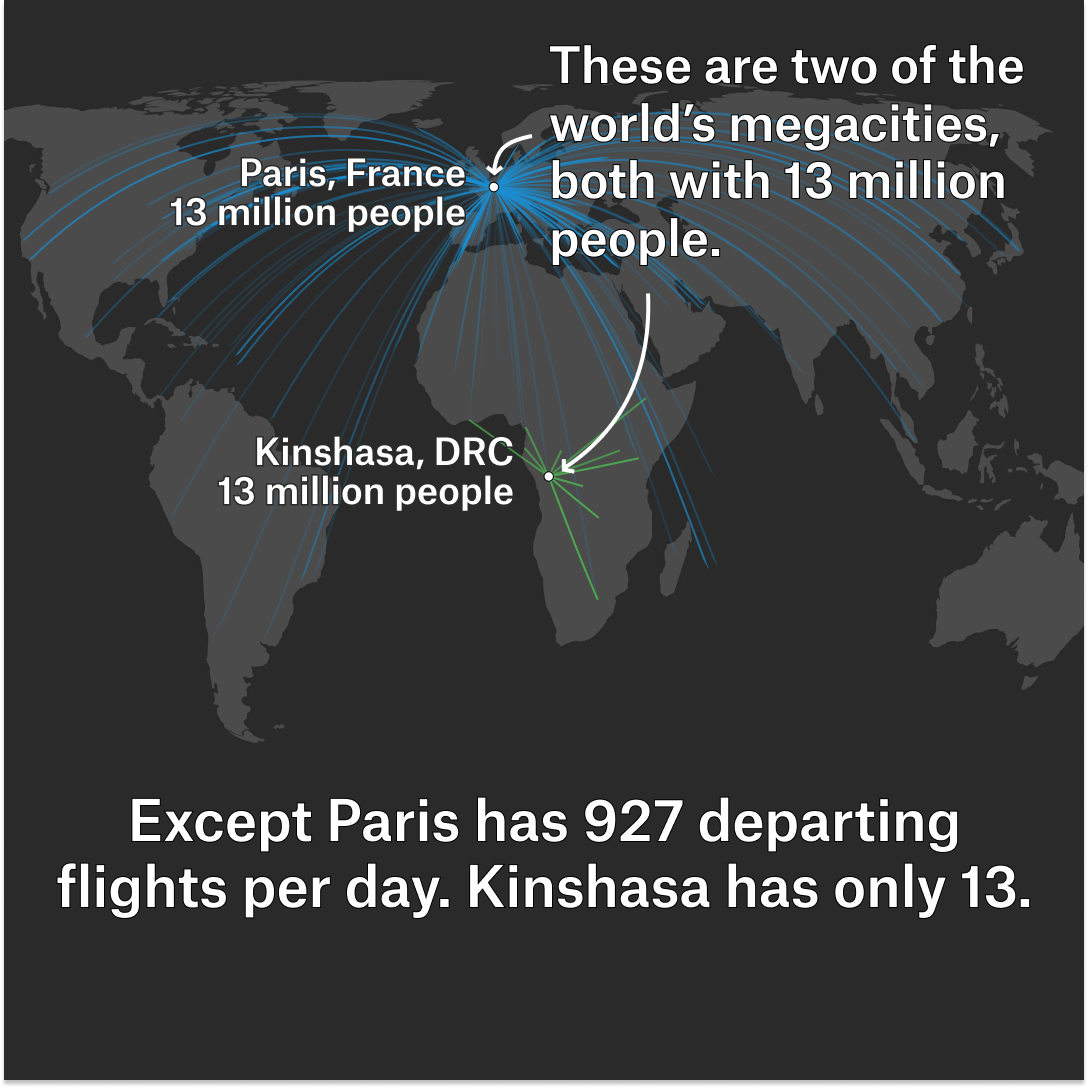 These are two of the
world's megacities,
both with 13 million
people.
Paris, France
13 million people
Kinshasa, DRC
13 million people
Except Paris has 927 departing
flights per day. Kinshasa has only 13.